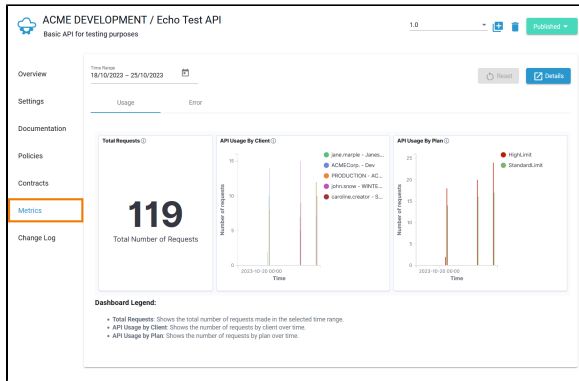 ACME DEVELOPMENT / Echo Test API
Basic API for testing purposes
1.0
Published
Overview
Settings
Documentation
Policies
Contracts
Metrics
Change Log
Time Range
18/10/2023 – 25/10/2023
Reset
Details
Usage
Error
Total Requests
119
Total Number of Requests
API Usage By Client
Number of requests
15
10
5
0
2023-10-20 00:00
Time
jane.marple - Janes...
ACMECorp. - Dev
PRODUCTION - AC...
john.snow - WINTE...
caroline.creator - S...
API Usage By Plan
Number of requests
25
20
15
10
5
0
2023-10-20 00:00
Time
HighLimit
StandardLimit
Dashboard Legend:
• Total Requests: Shows the total number of requests made in the selected time range.
• API Usage by Client: Shows the number of requests by client over time.
• API Usage by Plan: Shows the number of requests by plan over time.